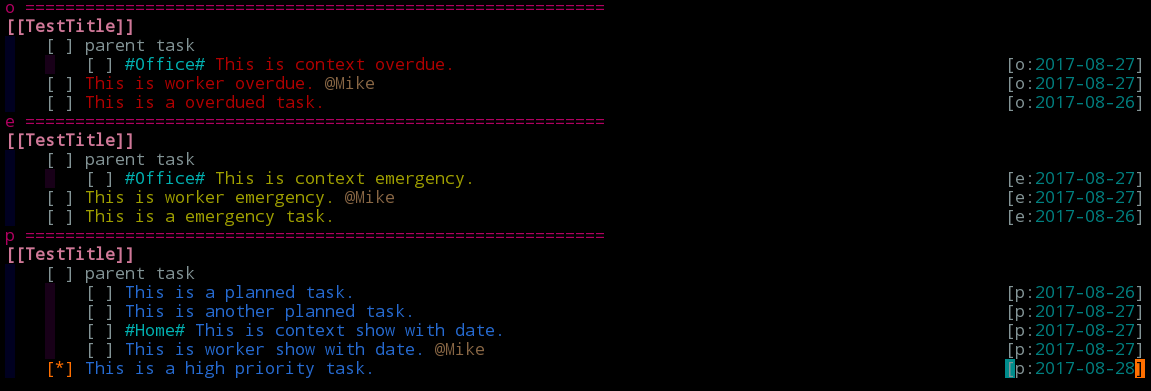 o ==========================================================
[[TestTitle]]
[ ] parent task
[ ] #Office# This is context overdue. [o:2017-08-27]
[ ] This is worker overdue. @Mike [o:2017-08-27]
[ ] This is a overdued task. [o:2017-08-26]
e ==========================================================
[[TestTitle]]
[ ] parent task
[ ] #Office# This is context emergency. [e:2017-08-27]
[ ] This is worker emergency. @Mike [e:2017-08-27]
[ ] This is a emergency task. [e:2017-08-26]
p ==========================================================
[[TestTitle]]
[ ] parent task
[ ] This is a planned task. [p:2017-08-26]
[ ] This is another planned task. [p:2017-08-27]
[ ] #Home# This is context show with date. [p:2017-08-27]
[ ] This is worker show with date. @Mike [p:2017-08-27]
[*] This is a high priority task. [p:2017-08-28]